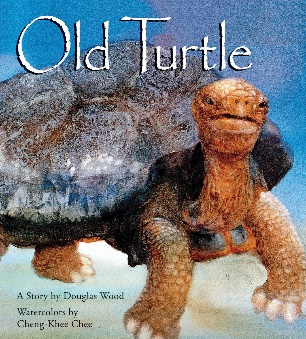 Old Turtle
A Story by Douglas Wood
Watercolors by
Cheng-Khee Chee